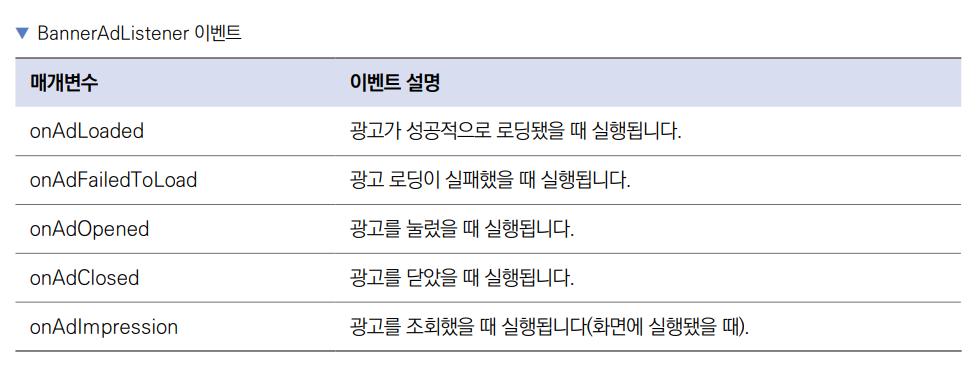 ▼ BannerAdListener 이벤트
매개변수 이벤트 설명
onAdLoaded 광고가 성공적으로 로딩됐을 때 실행됩니다.
onAdFailedToLoad 광고 로딩이 실패했을 때 실행됩니다.
onAdOpened 광고를 눌렀을 때 실행됩니다.
onAdClosed 광고를 닫았을 때 실행됩니다.
onAdImpression 광고를 조회했을 때 실행됩니다(화면에 실행됐을 때).